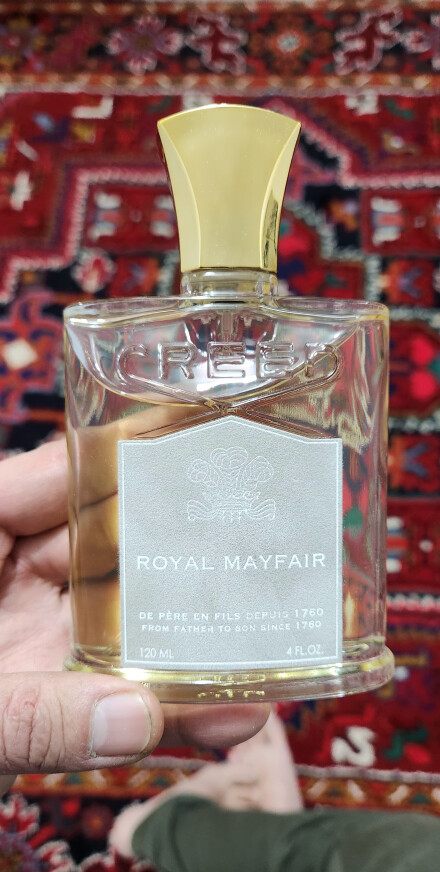 CREED
ROYAL MAYFAIR
DE PÈRE EN FILS DEPUIS 1760
FROM FATHER TO SON SINCE 1760
120 ML 4 FL.OZ.